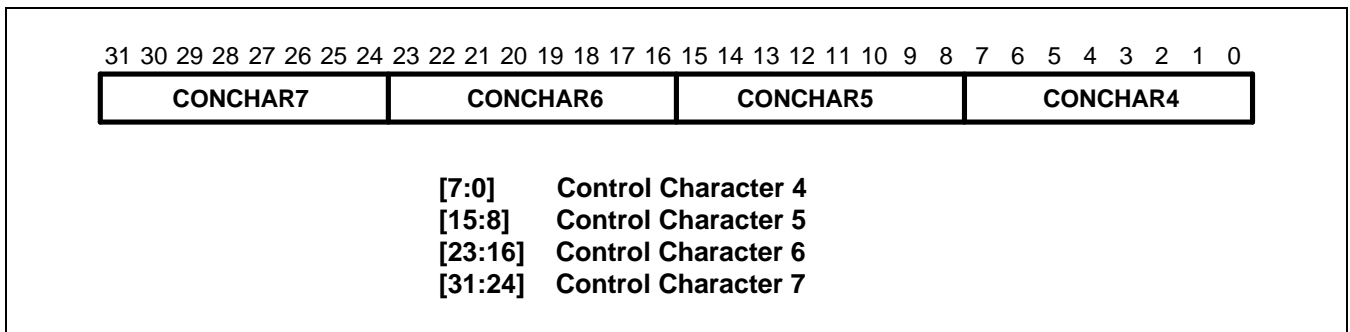 31 30 29 28 27 26 25 24 23 22 21 20 19 18 17 16 15 14 13 12 11 10 9 8 7 6 5 4 3 2 1 0
CONCHAR7 CONCHAR6 CONCHAR5 CONCHAR4
[7:0] Control Character 4
[15:8] Control Character 5
[23:16] Control Character 6
[31:24] Control Character 7